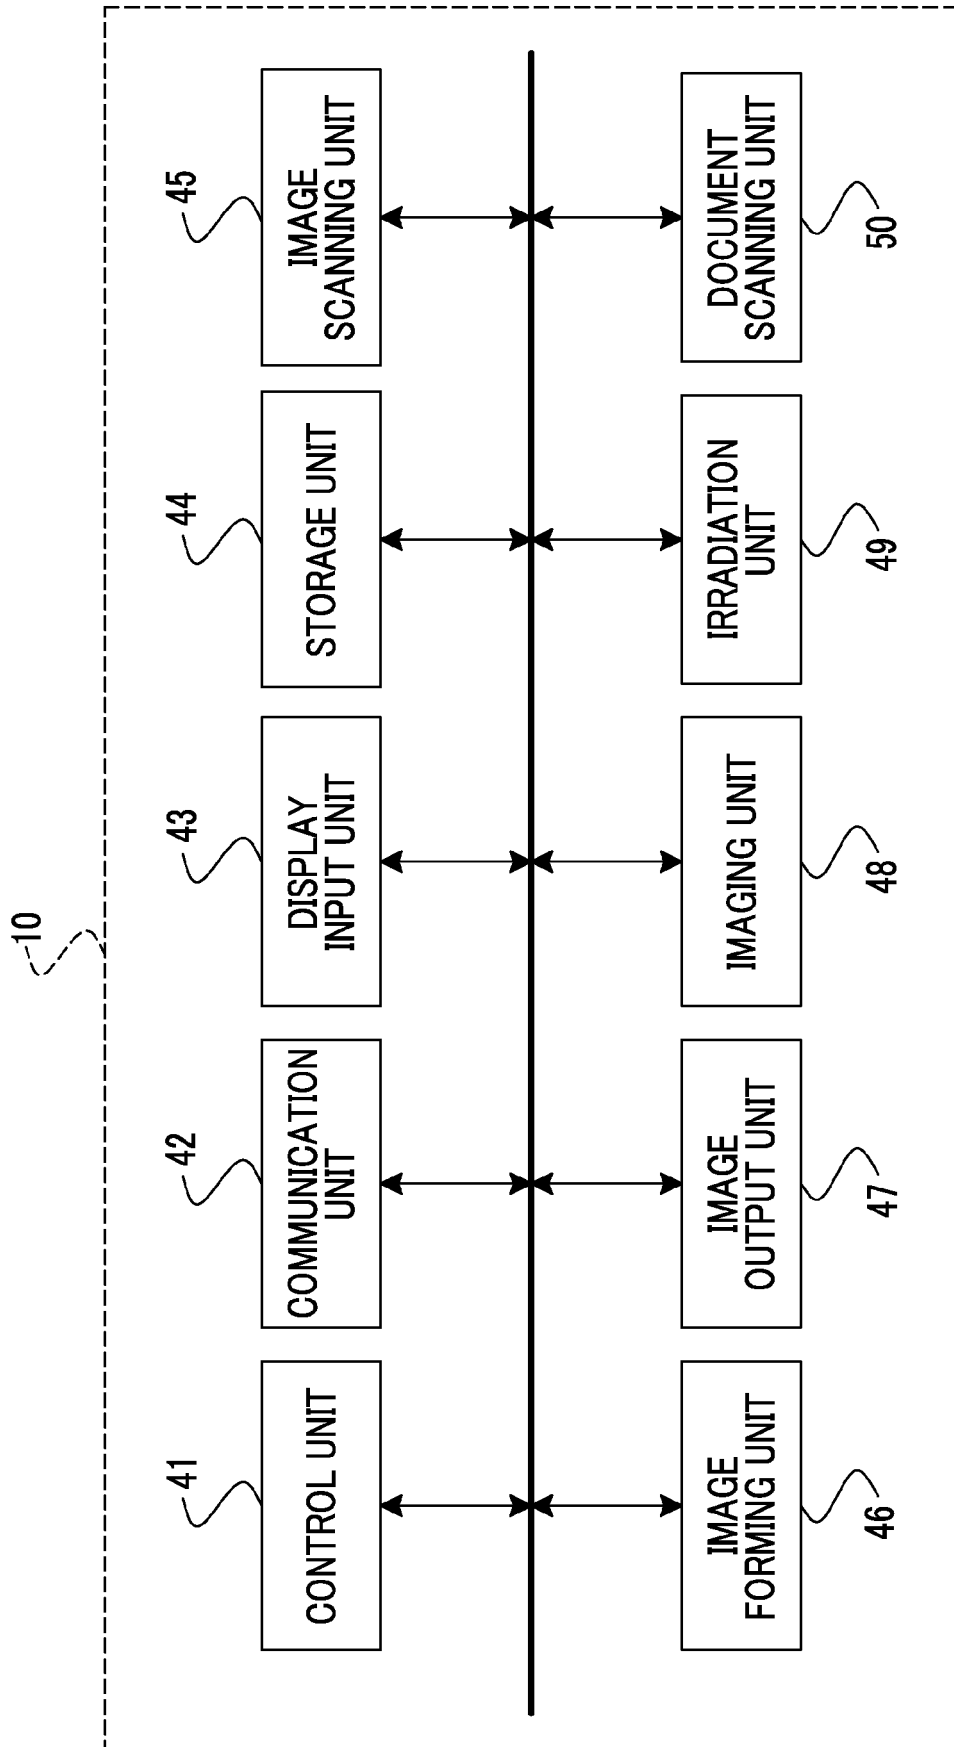 10
41
CONTROL UNIT
42
COMMUNICATION
UNIT
43
DISPLAY
INPUT UNIT
44
STORAGE UNIT
45
IMAGE
SCANNING UNIT
IMAGE
FORMING UNIT
46
IMAGE
OUTPUT UNIT
47
IMAGING UNIT
48
IRRADIATION
UNIT
49
DOCUMENT
SCANNING UNIT
50